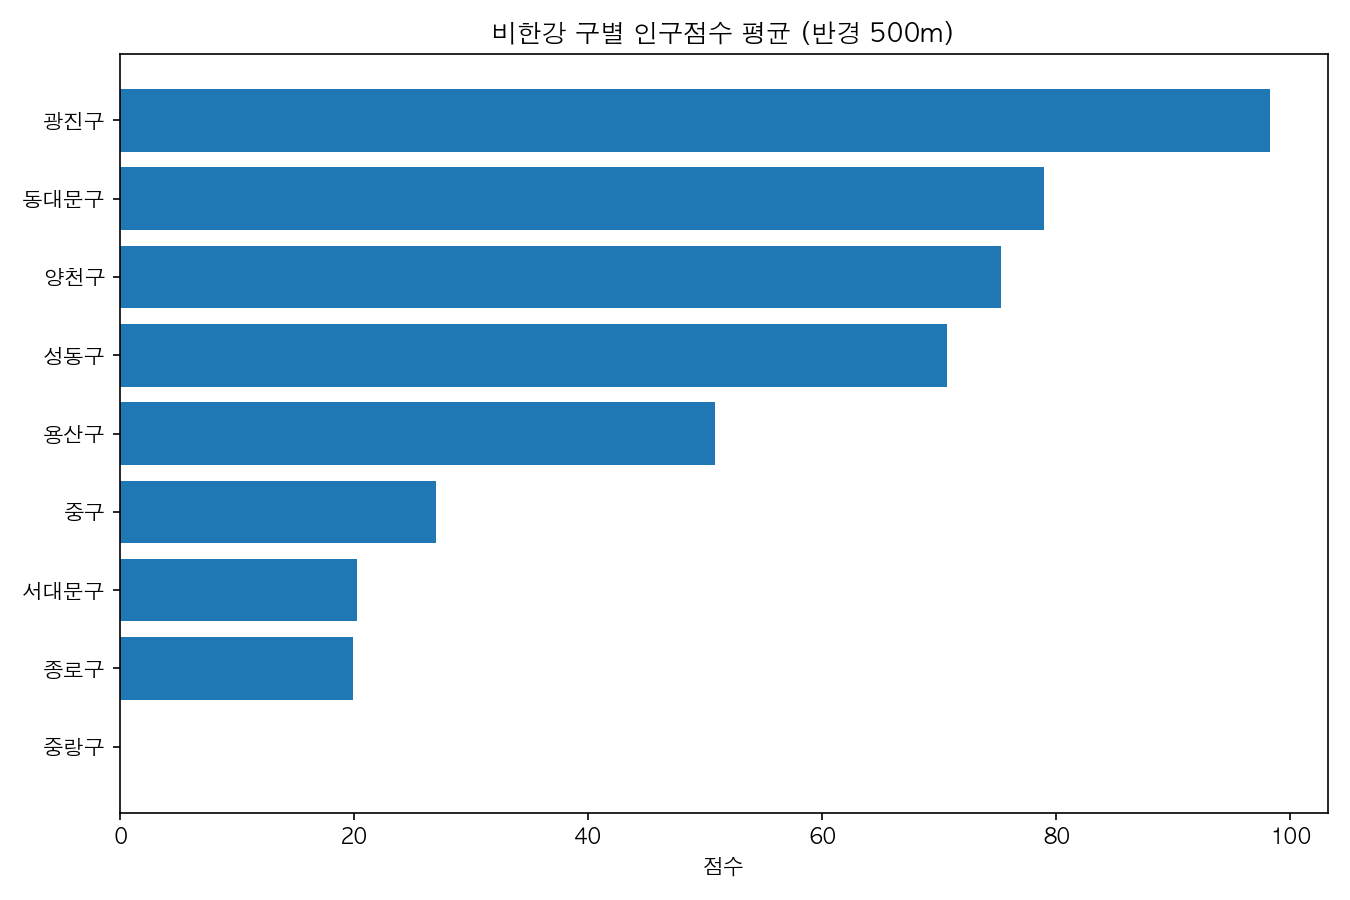 비한강 구별 인구점수 평균 (반경 500m)
광진구
동대문구
양천구
성동구
용산구
중구
서대문구
종로구
중랑구
0 20 40 60 80 100
점수